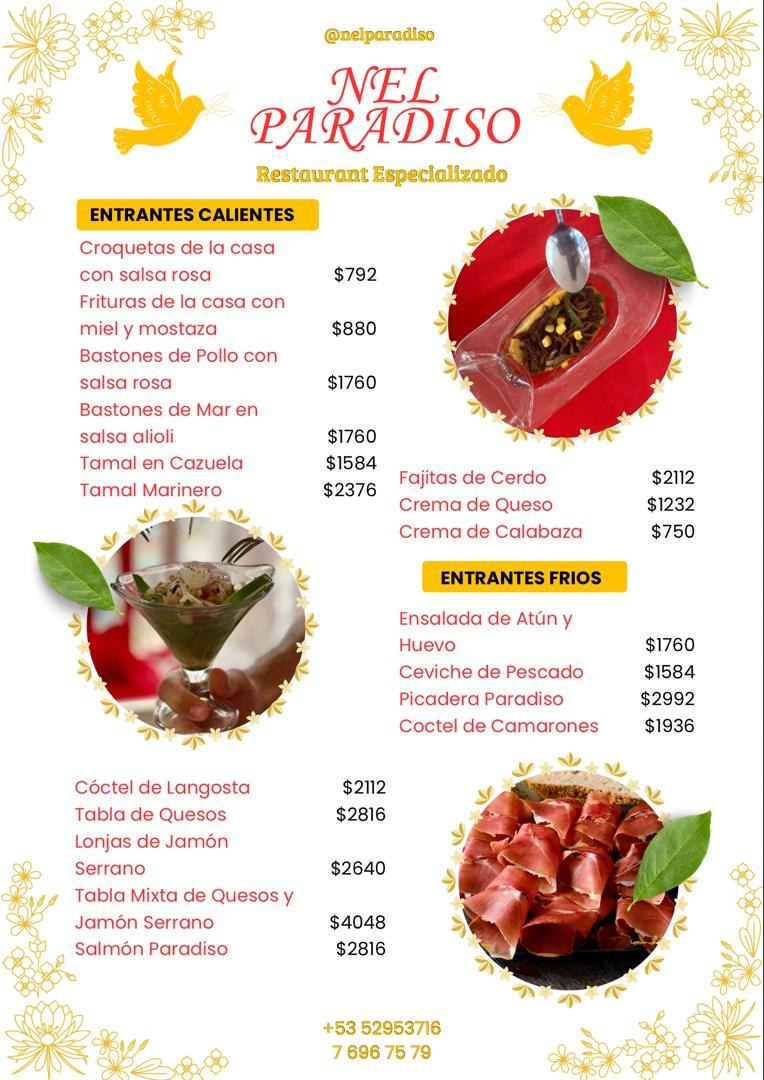 @nelparadiso
NEL
PARADISO
Restaurant Especializado
ENTRANTES CALIENTES
Croquetas de la casa
con salsa rosa $792
Frituras de la casa con
miel y mostaza $880
Bastones de Pollo con
salsa rosa $1760
Bastones de Mar en
salsa alioli $1760
Tamal en Cazuela $1584
Tamal Marinero $2376
Fajitas de Cerdo $2112
Crema de Queso $1232
Crema de Calabaza $750
ENTRANTES FRIOS
Ensalada de Atún y
Huevo $1760
Ceviche de Pescado $1584
Picadera Paradiso $2992
Coctel de Camarones $1936
Cóctel de Langosta $2112
Tabla de Quesos $2816
Lonjas de Jamón
Serrano $2640
Tabla Mixta de Quesos y
Jamón Serrano $4048
Salmón Paradiso $2816
+53 52953716
7 696 75 79